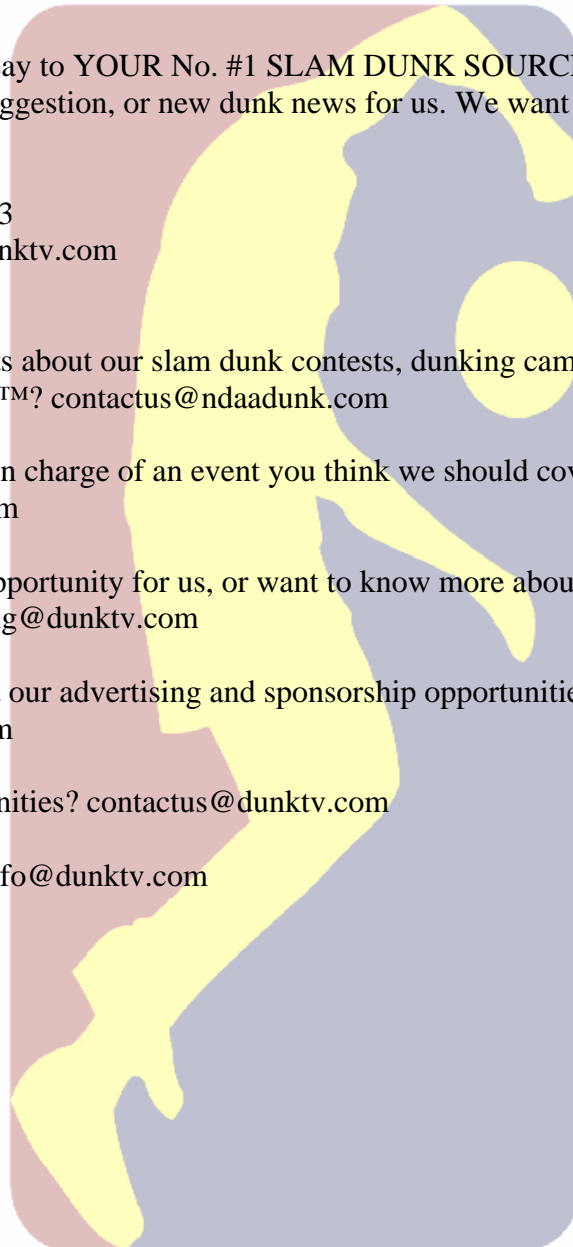 ay to YOUR No. #1 SLAM DUNK SOURC
ggestion, or new dunk news for us. We want
3
nktv.com
ts about our slam dunk contests, dunking cam
™? contactus@ndaadunk.com
n charge of an event you think we should cov
m
pportunity for us, or want to know more abou
g@dunktv.com
our advertising and sponsorship opportunitie
m
nities? contactus@dunktv.com
fo@dunktv.com